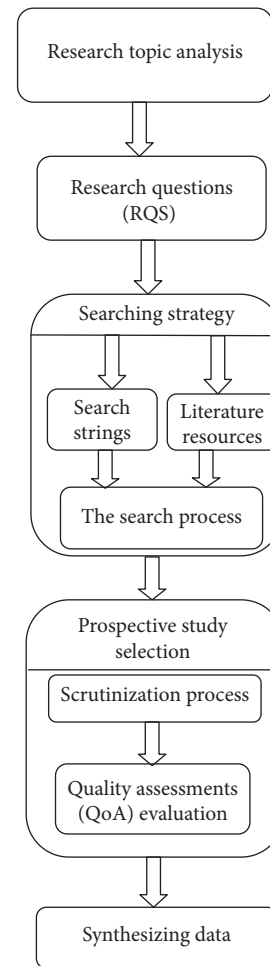 Research topic analysis
Research questions
(RQS)
Searching strategy
Search
strings
Literature
resources
The search process
Prospective study
selection
Scrutinization process
Quality assessments
(QoA) evaluation
Synthesizing data